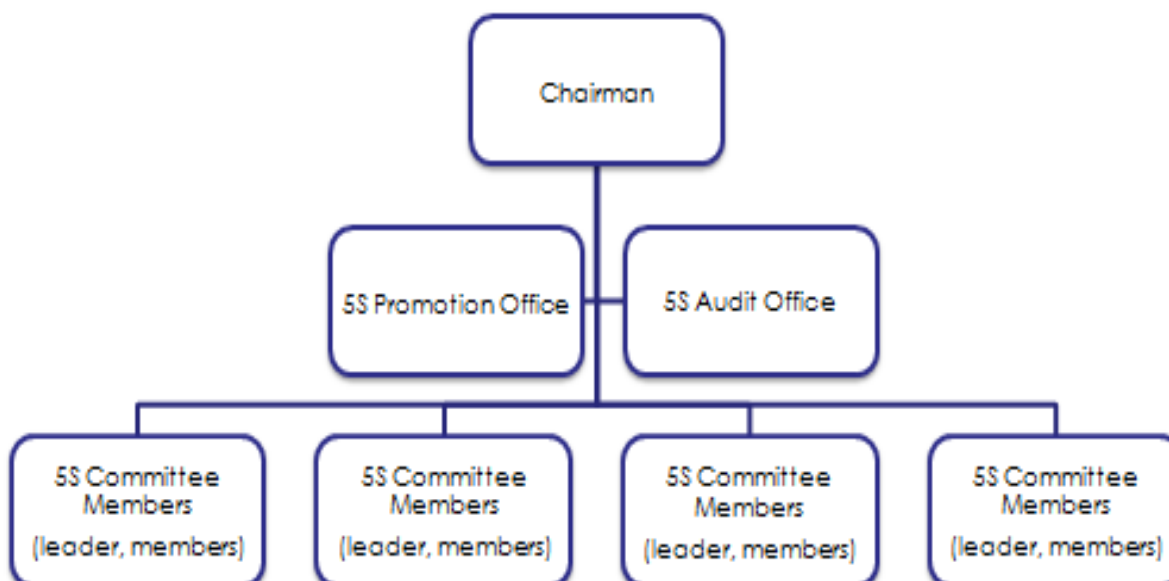 Chairman
5S Promotion Office
5S Audit Office
5S Committee
Members
(leader, members)
5S Committee
Members
(leader, members)
5S Committee
Members
(leader, members)
5S Committee
Members
(leader, members)